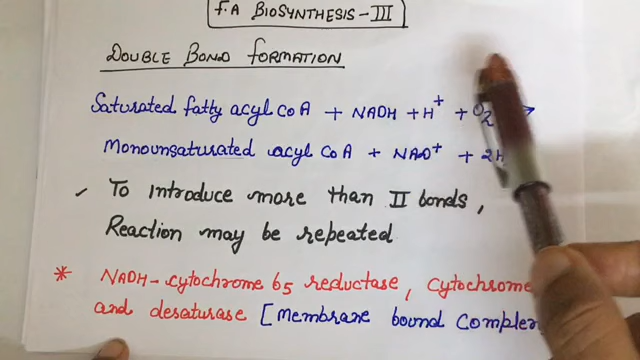 F.A BIOSYNTHESIS-III
DOUBLE BOND FORMATION
Saturated fatty acyl CoA + NADH + H+ + O2 →
Monounsaturated acyl CoA + NAD+ + 2H
✓ To introduce more than II bonds,
Reaction may be repeated
* NADH-cytochrome b5 reductase, cytochrome
and desaturase [Membrane bound Complex